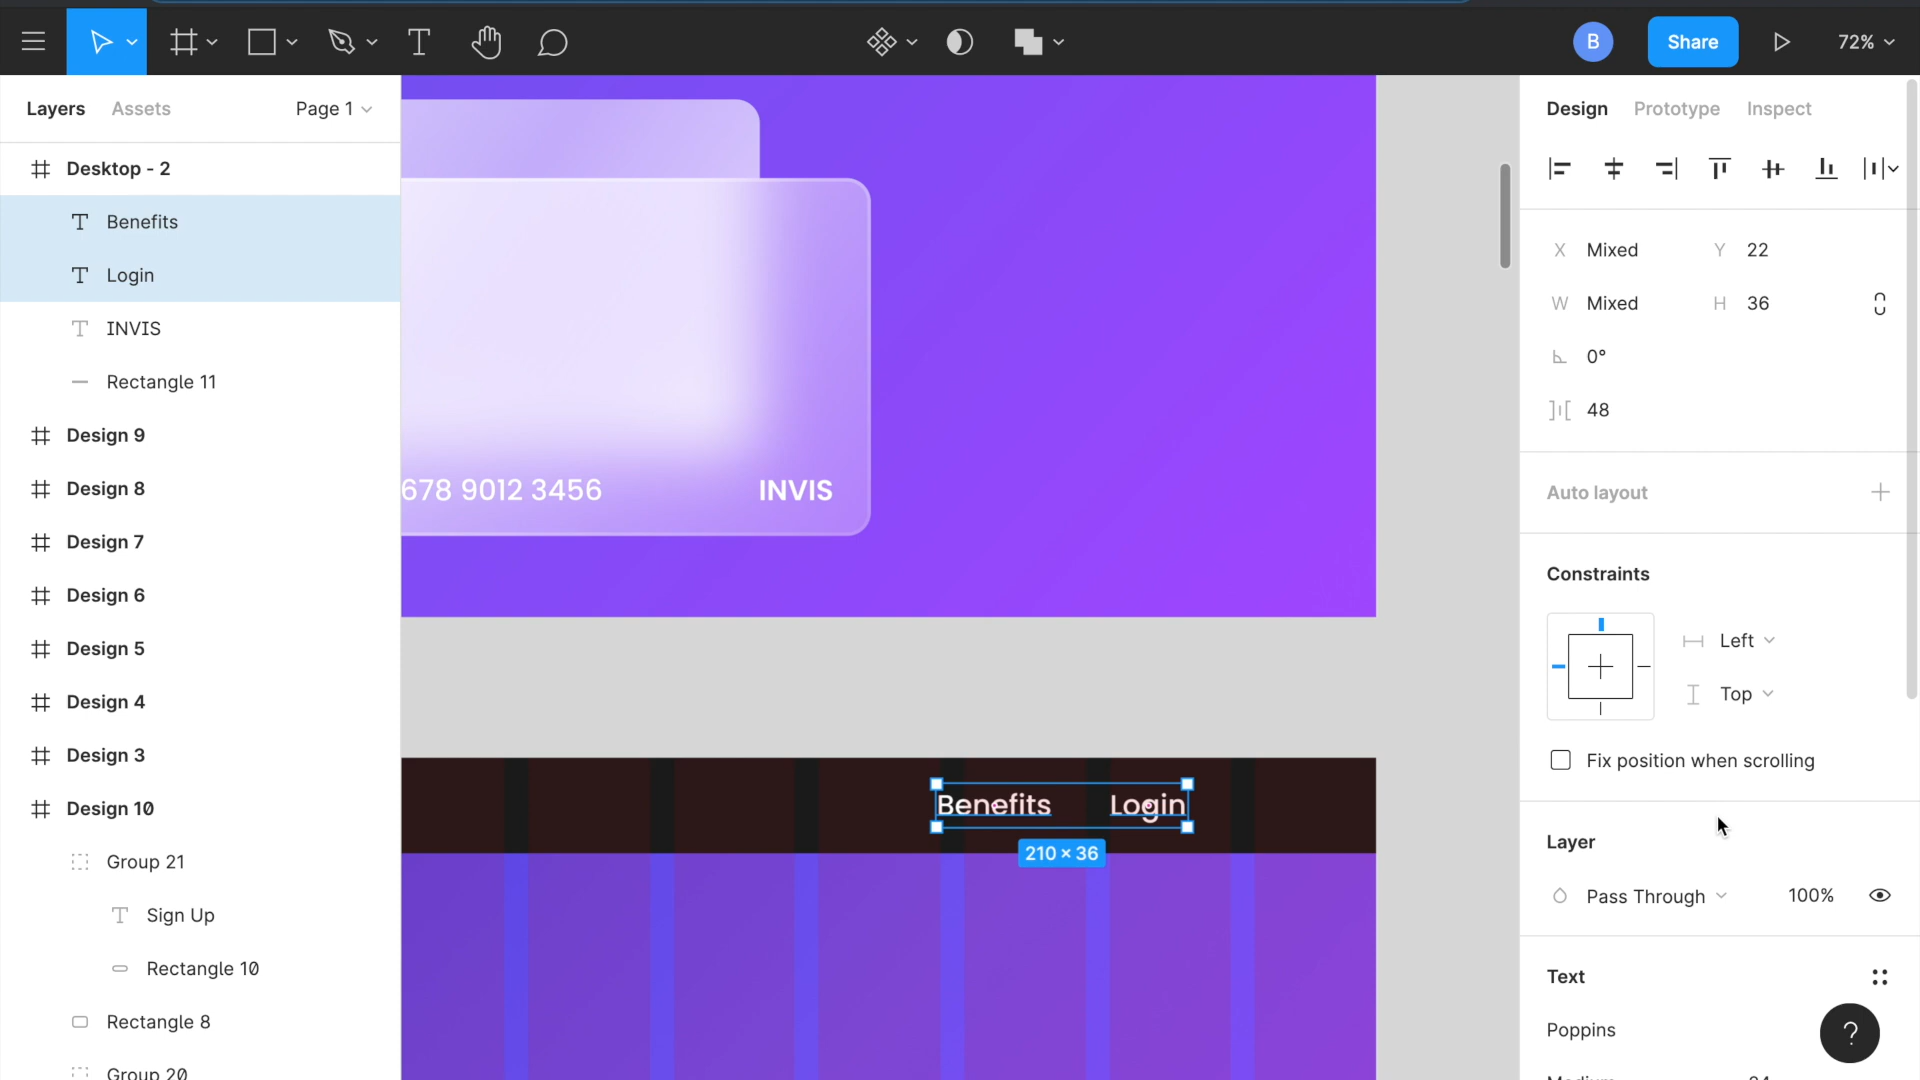 B
Share
72%
Layers
Assets
Page 1
Design
Prototype
Inspect
Desktop - 2
Benefits
Login
INVIS
Rectangle 11
Design 9
Design 8
Design 7
Design 6
Design 5
Design 4
Design 3
Design 10
Group 21
Sign Up
Rectangle 10
Rectangle 8
Group 20
678 9012 3456
INVIS
Benefits
Login
210 × 36
X Mixed
Y 22
W Mixed
H 36
0°
48
Auto layout
Constraints
Left
Top
Fix position when scrolling
Layer
Pass Through
100%
Text
Poppins
Medium
24
?